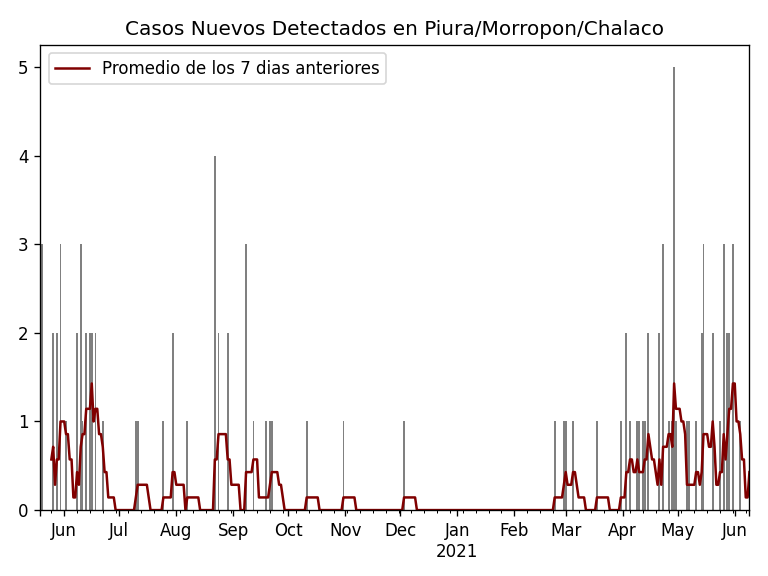 Casos Nuevos Detectados en Piura/Morropon/Chalaco
Promedio de los 7 dias anteriores
5
4
3
2
1
0
Jun Jul Aug Sep Oct Nov Dec Jan Feb Mar Apr May Jun
2021